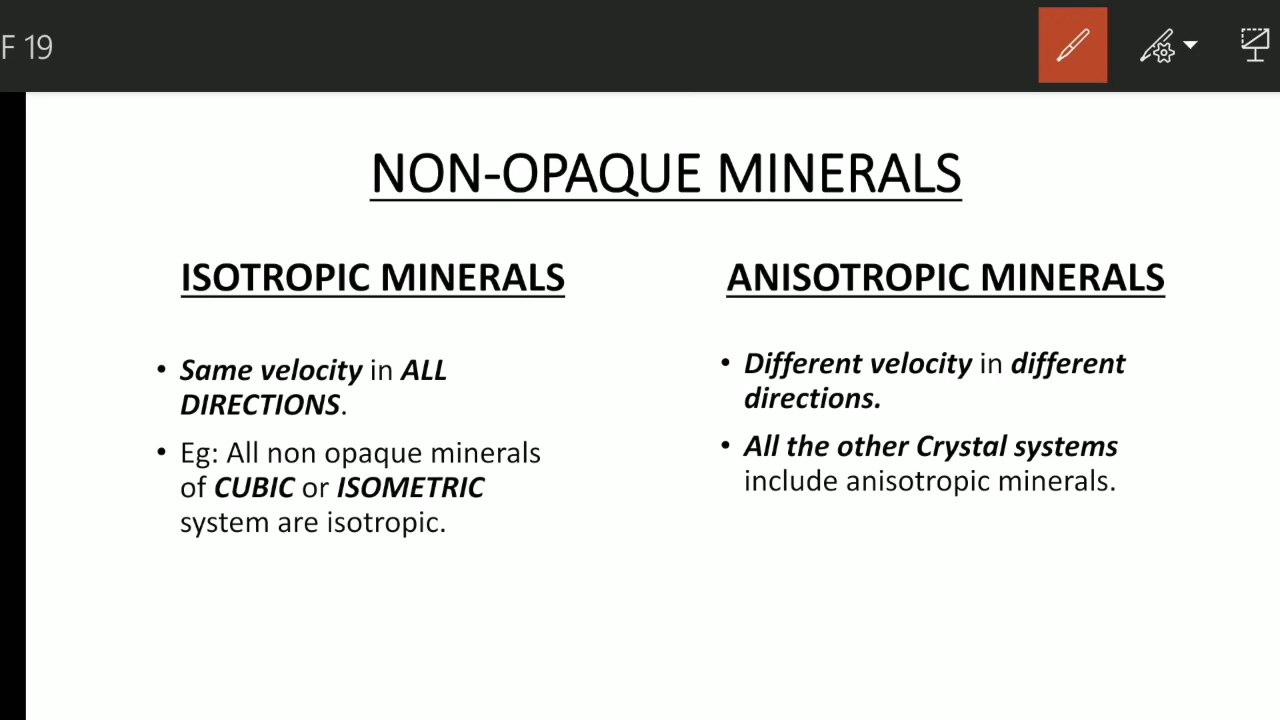 F 19
NON-OPAQUE MINERALS
ISOTROPIC MINERALS
• Same velocity in ALL
DIRECTIONS.
• Eg: All non opaque minerals
of CUBIC or ISOMETRIC
system are isotropic.
ANISOTROPIC MINERALS
• Different velocity in different
directions.
• All the other Crystal systems
include anisotropic minerals.